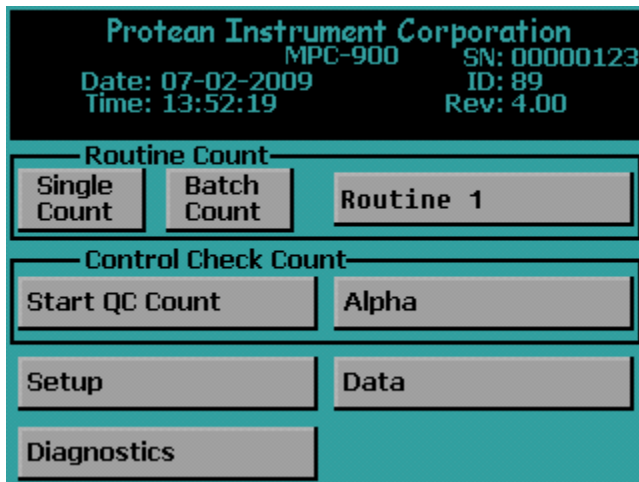 Protean Instrument Corporation
MPC-900 SN: 00000123
Date: 07-02-2009 ID: 89
Time: 13:52:19 Rev: 4.00
Routine Count
Single Count Batch Count Routine 1
Control Check Count
Start QC Count Alpha
Setup Data
Diagnostics